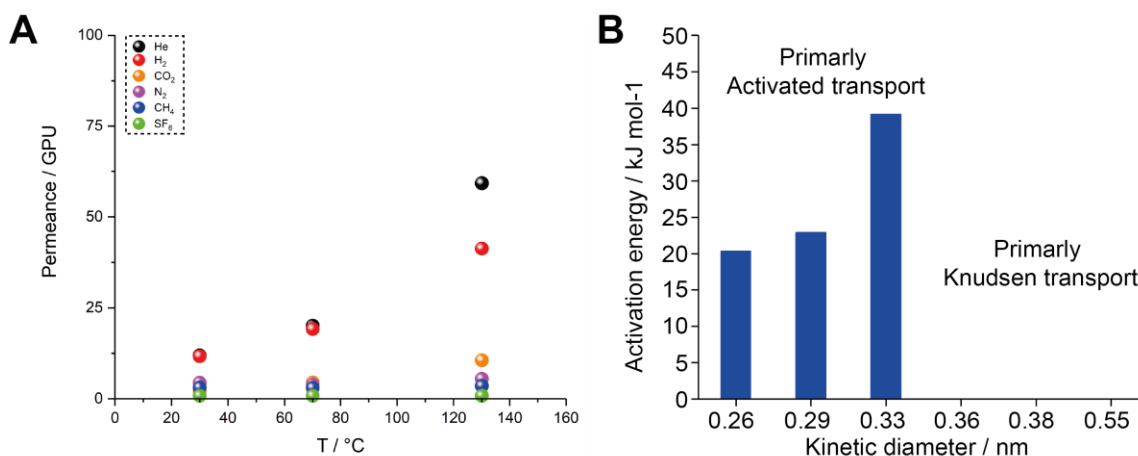 A
100
75
50
25
0
Permeance / GPU
He
H₂
CO₂
N₂
CH₄
SF₆
0 20 40 60 80 100 120 140 160
T / °C
B
50
45
40
35
30
25
20
15
10
5
0
Activation energy / kJ mol-1
Primarly
Activated transport
Primarly
Knudsen transport
0.26 0.29 0.33 0.36 0.38 0.55
Kinetic diameter / nm